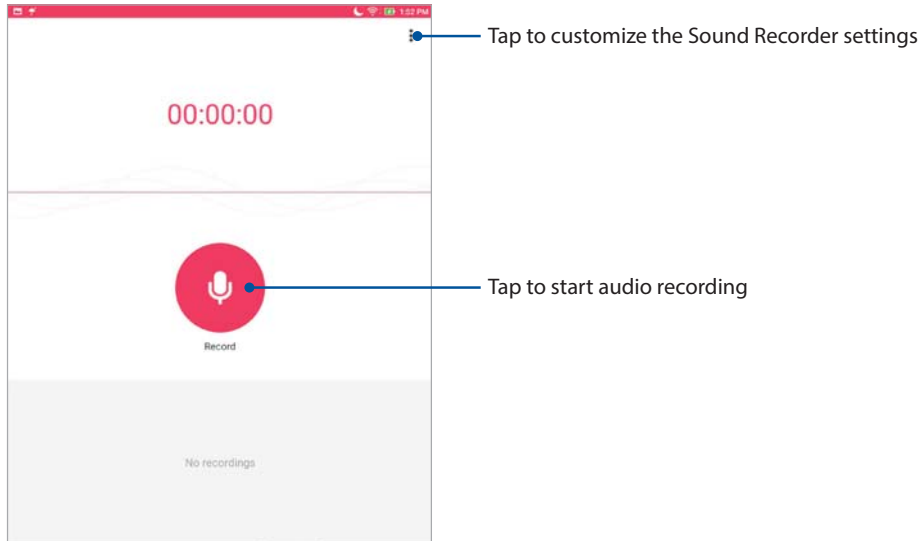 1:52 PM
Tap to customize the Sound Recorder settings
00:00:00
Tap to start audio recording
Record
No recordings